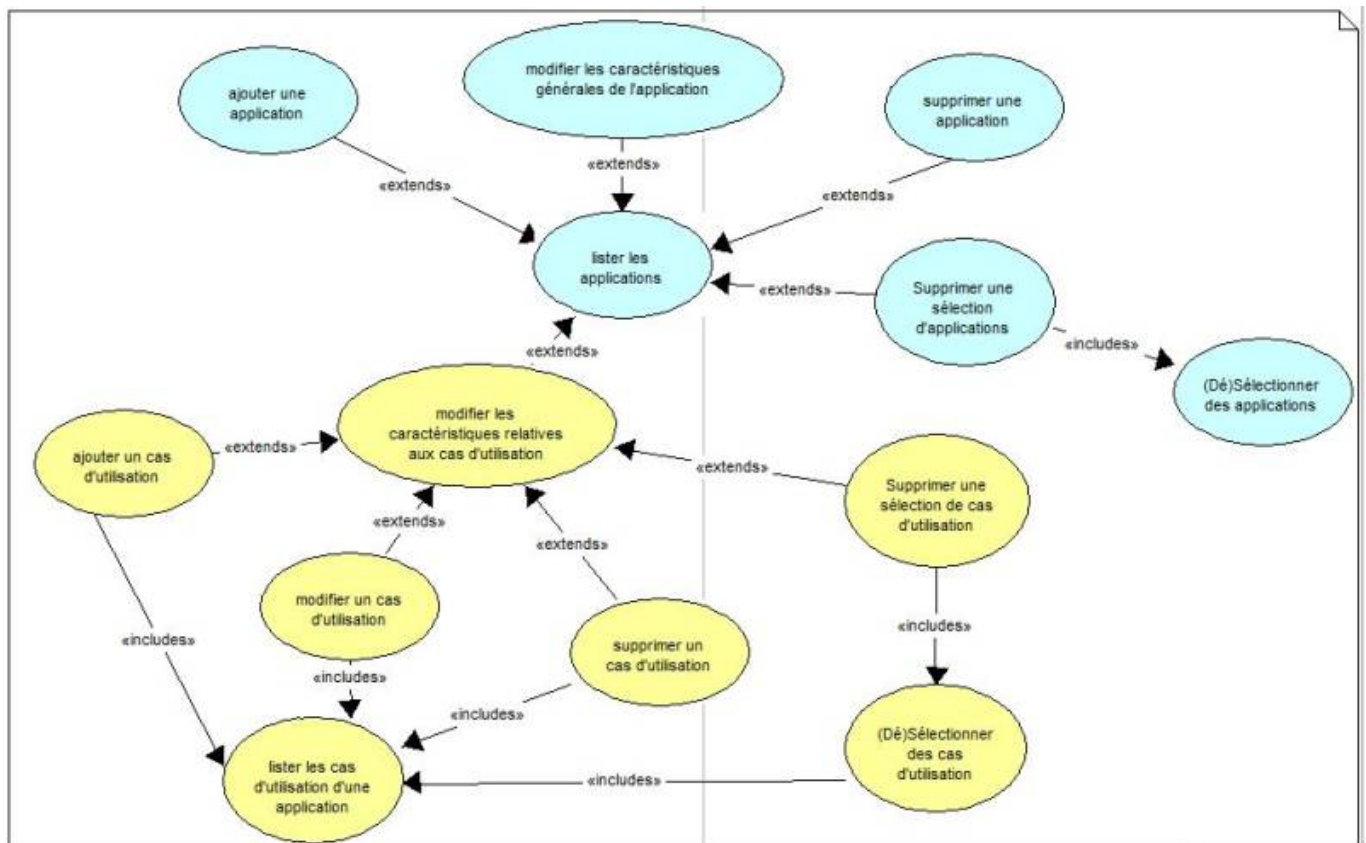 ajouter une
application
modifier les caractéristiques
générales de l'application
supprimer une
application
«extends»
«extends»
«extends»
lister les
applications
«extends»
Supprimer une
sélection
d'applications
«includes»
(Dé)Sélectionner
des applications
«extends»
modifier les
caractéristiques relatives
aux cas d'utilisation
ajouter un cas
d'utilisation
«extends»
«extends»
Supprimer une
sélection de cas
d'utilisation
«extends»
«extends»
modifier un cas
d'utilisation
supprimer un
cas d'utilisation
«includes»
«includes»
«includes»
«includes»
(Dé)Sélectionner
des cas
d'utilisation
lister les cas
d'utilisation d'une
application
«includes»